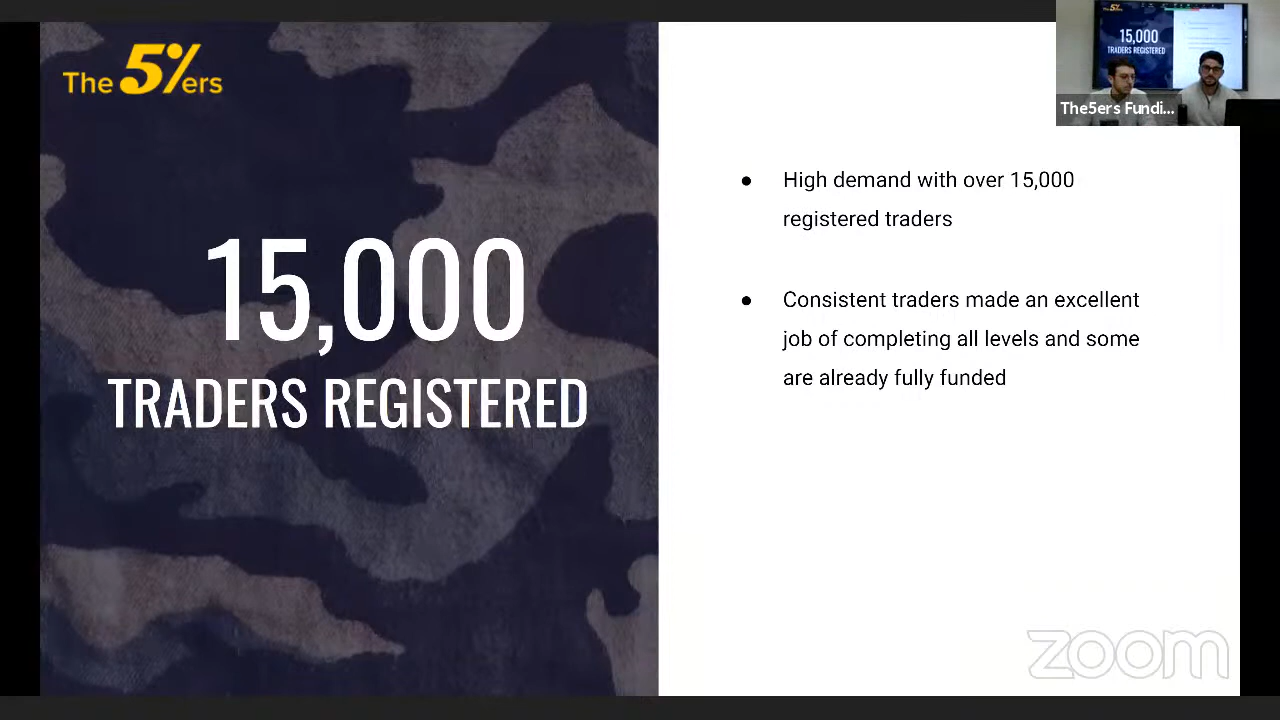 The 5%ers
15,000
TRADERS REGISTERED
● High demand with over 15,000
registered traders
● Consistent traders made an excellent
job of completing all levels and some
are already fully funded
15,000
TRADERS REGISTERED
The5ers Fundi...
zoom